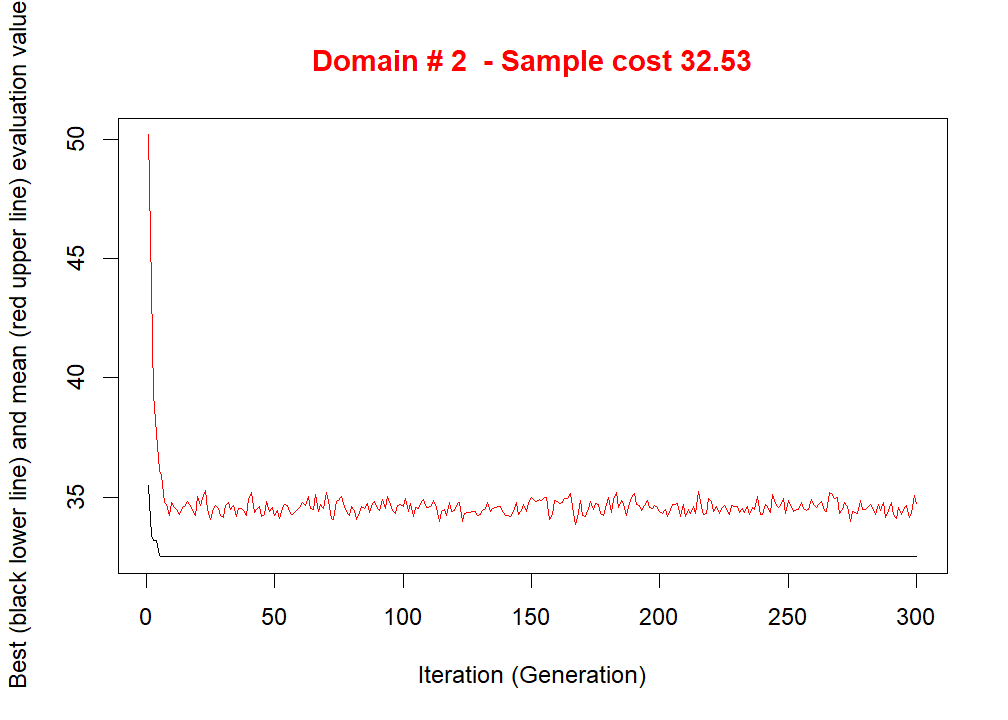 Domain # 2  - Sample cost 32.53
Best (black lower line) and mean (red upper line) evaluation value
50
45
40
35
0 50 100 150 200 250 300
Iteration (Generation)